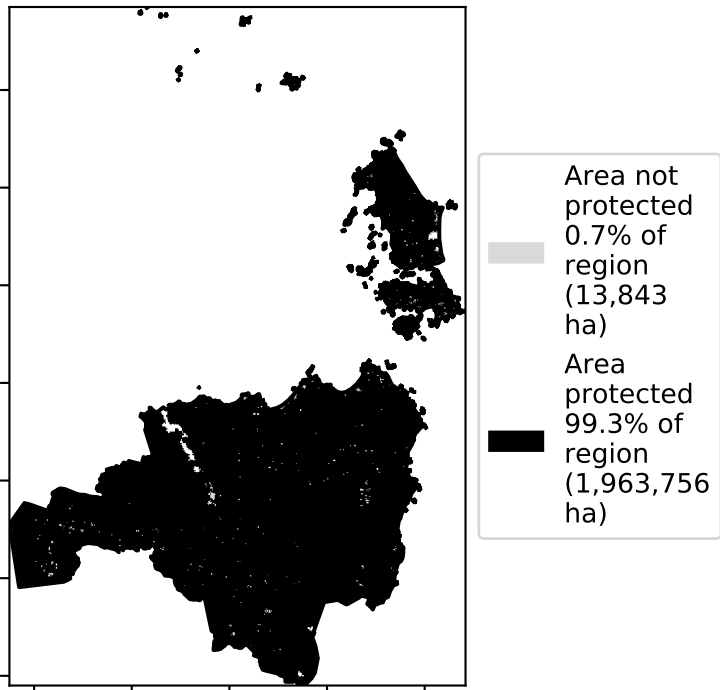 Area not
protected
0.7% of
region
(13,843
ha)
Area
protected
99.3% of
region
(1,963,756
ha)